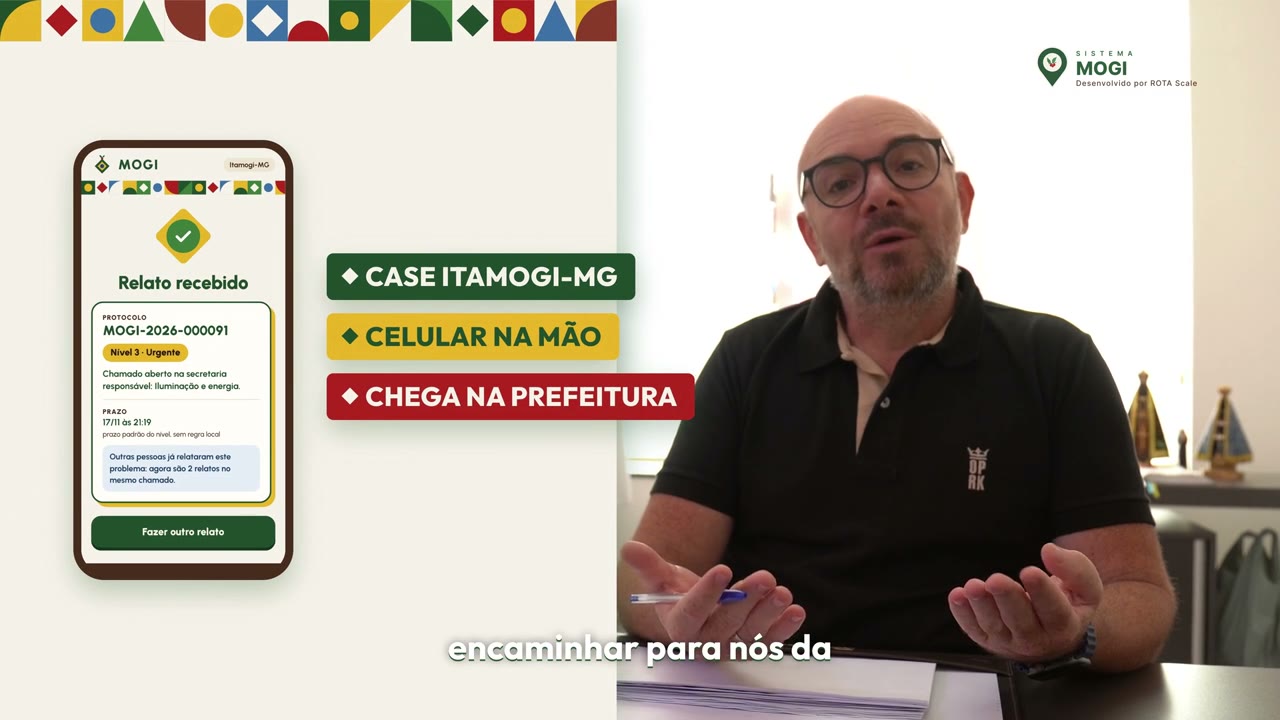 SISTEMA
MOGI
Desenvolvido por ROTA Scale
MOGI
Itamogi-MG
Relato recebido
PROTOCOLO
MOGI-2026-000091
Nível 3 · Urgente
Chamado aberto na secretaria
responsável: Iluminação e energia.
PRAZO
17/11 às 21:19
prazo padrão do nível, sem regra local
Outras pessoas já relataram este
problema: agora são 2 relatos no
mesmo chamado.
Fazer outro relato
CASE ITAMOGI-MG
CELULAR NA MÃO
CHEGA NA PREFEITURA
OP
RK
encaminhar para nós da